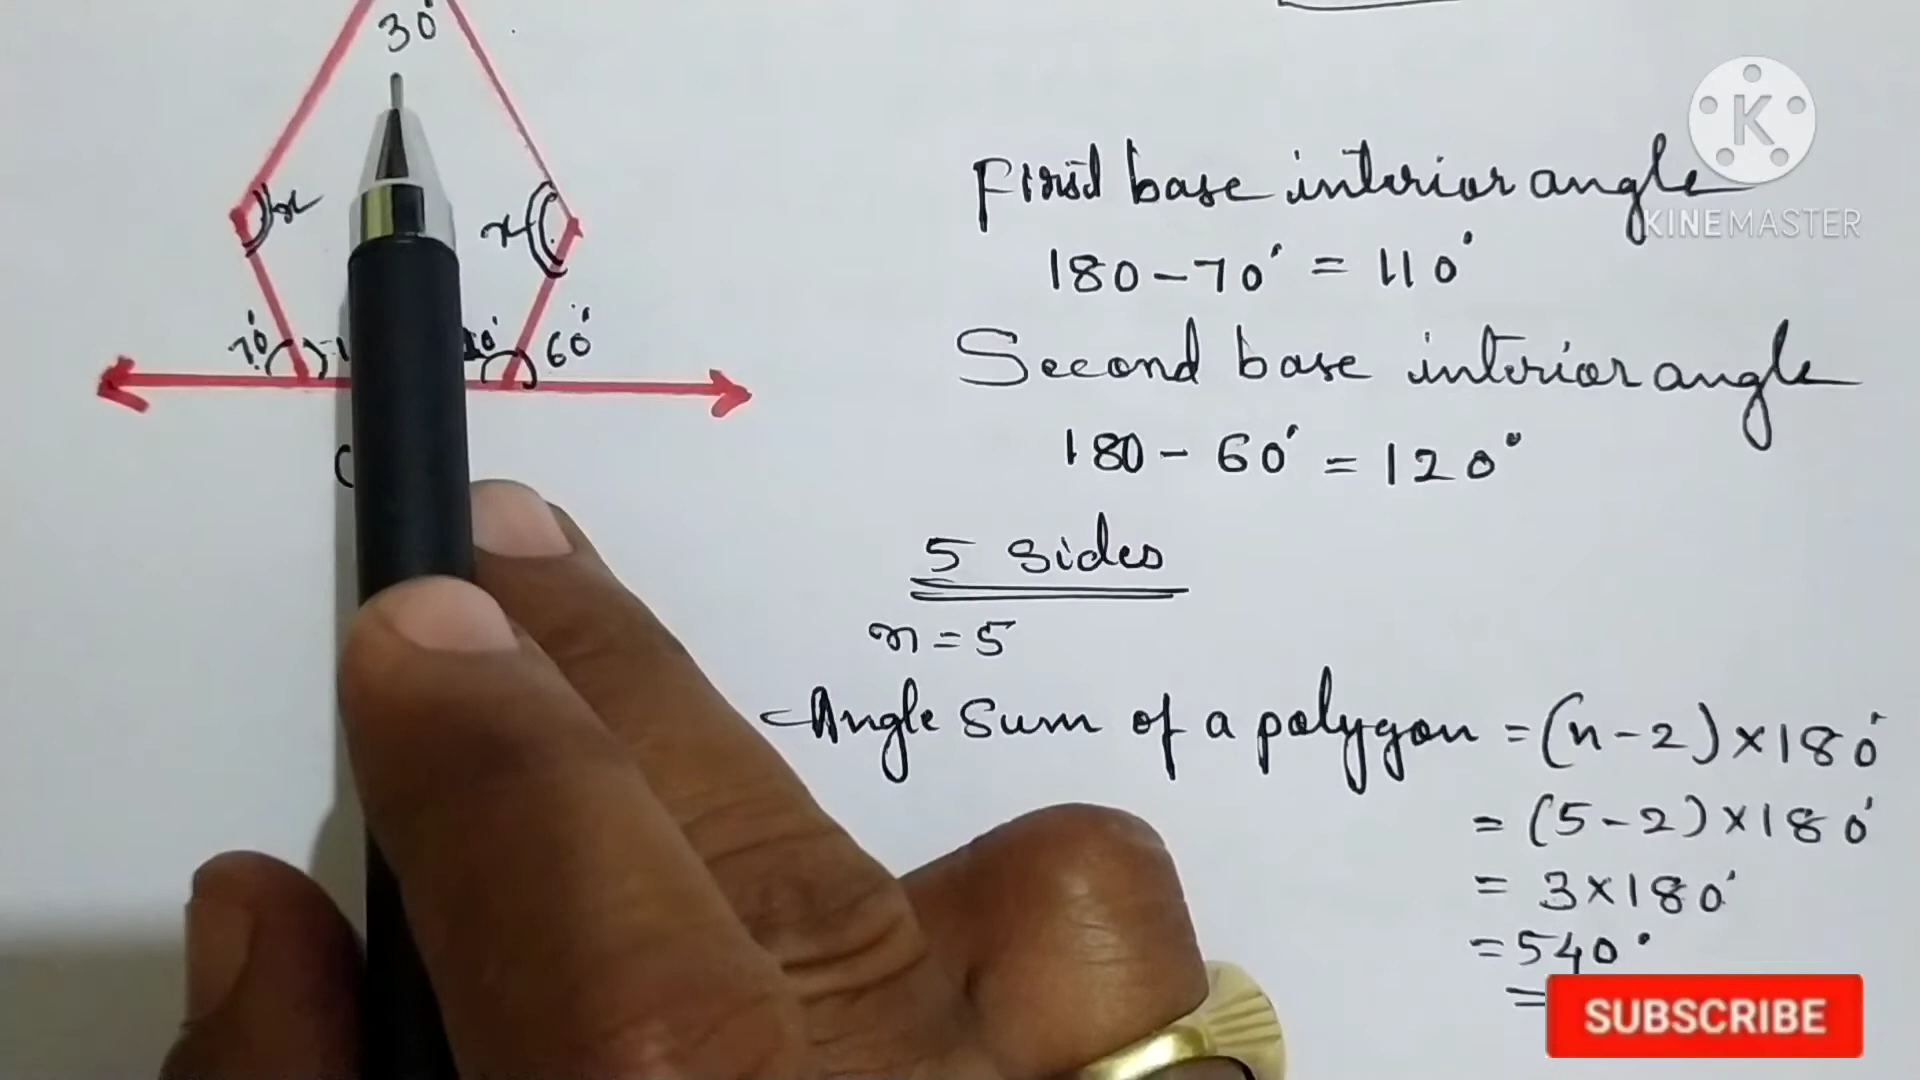 30°
x
x
70°
60°
First base interior angle
180 - 70° = 110°
Second base interior angle
180 - 60° = 120°
5 sides
n = 5
Angle sum of a polygon = (n-2) × 180°
= (5-2) × 180°
= 3 × 180°
= 540°
=
K
KINEMASTER
SUBSCRIBE